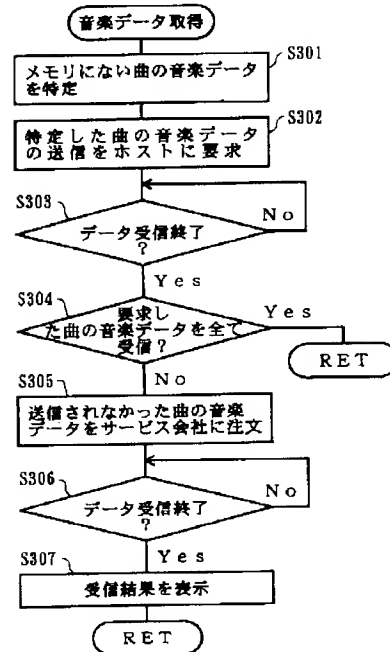 音楽データ取得
S301
メモリにない曲の音楽データ
を特定
S302
特定した曲の音楽データ
の送信をホストに要求
S303
データ受信終了
?
No
Yes
S304
要求し
た曲の音楽データを全て
受信?
Yes
RET
No
S305
送信されなかった曲の音楽
データをサービス会社に注文
S306
データ受信終了
?
No
Yes
S307
受信結果を表示
RET